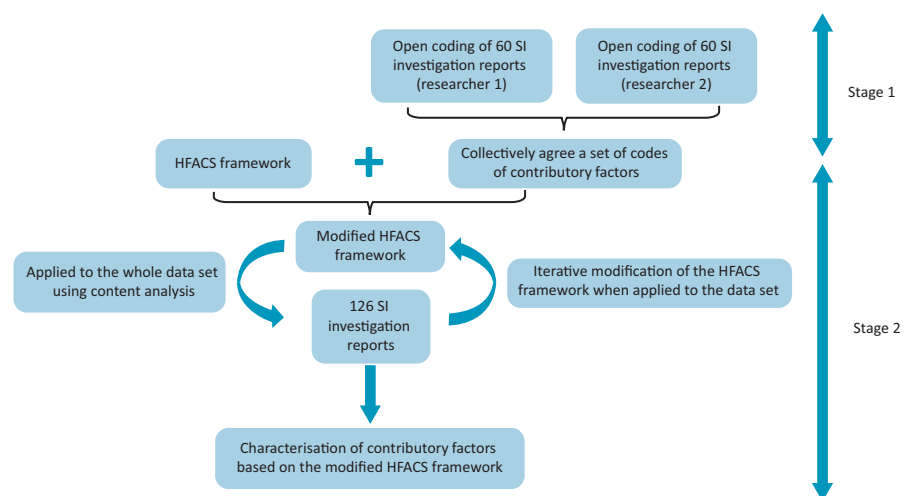 Open coding of 60 SI
investigation reports
(researcher 1)
Open coding of 60 SI
investigation reports
(researcher 2)
Stage 1
HFACS framework
+
Collectively agree a set of codes
of contributory factors
Modified HFACS
framework
Applied to the whole data set
using content analysis
Iterative modification of the HFACS
framework when applied to the data set
126 SI
investigation
reports
Stage 2
Characterisation of contributory factors
based on the modified HFACS framework